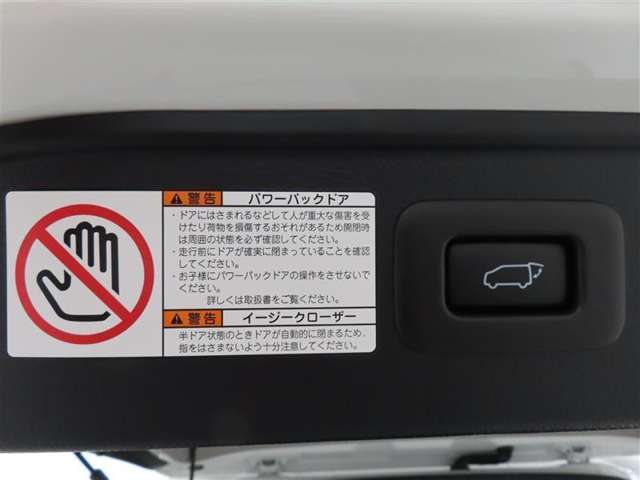 警告 パワーバックドア
・ドアにはさまれるなどして人が重大な傷害を受
けたり荷物を損傷するおそれがあるため開閉時
は周囲の状態を必ず確認してください。
・走行前にドアが確実に閉まっていることを確認
してください。
・お子様にパワーバックドアの操作をさせないで
ください。
詳しくは取扱書をご覧ください。
警告 イージークローザー
半ドア状態のときドアが自動的に閉まるため、
指をはさまないよう十分注意してください。